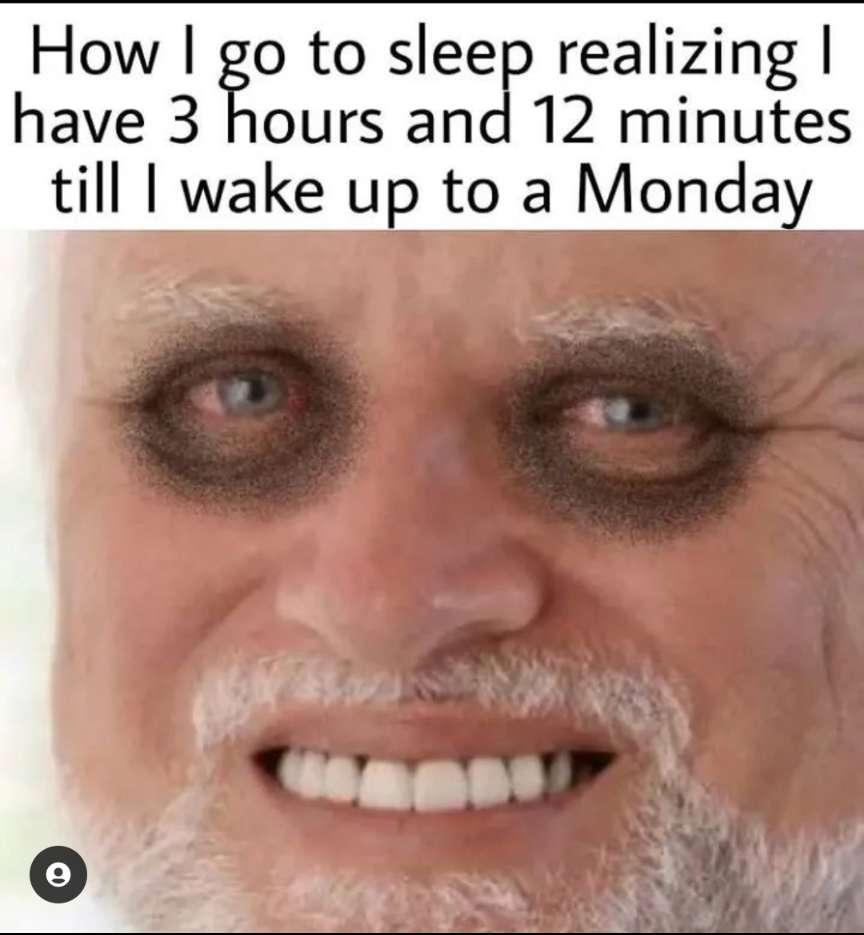 How I go to sleep realizing I
have 3 hours and 12 minutes
till I wake up to a Monday